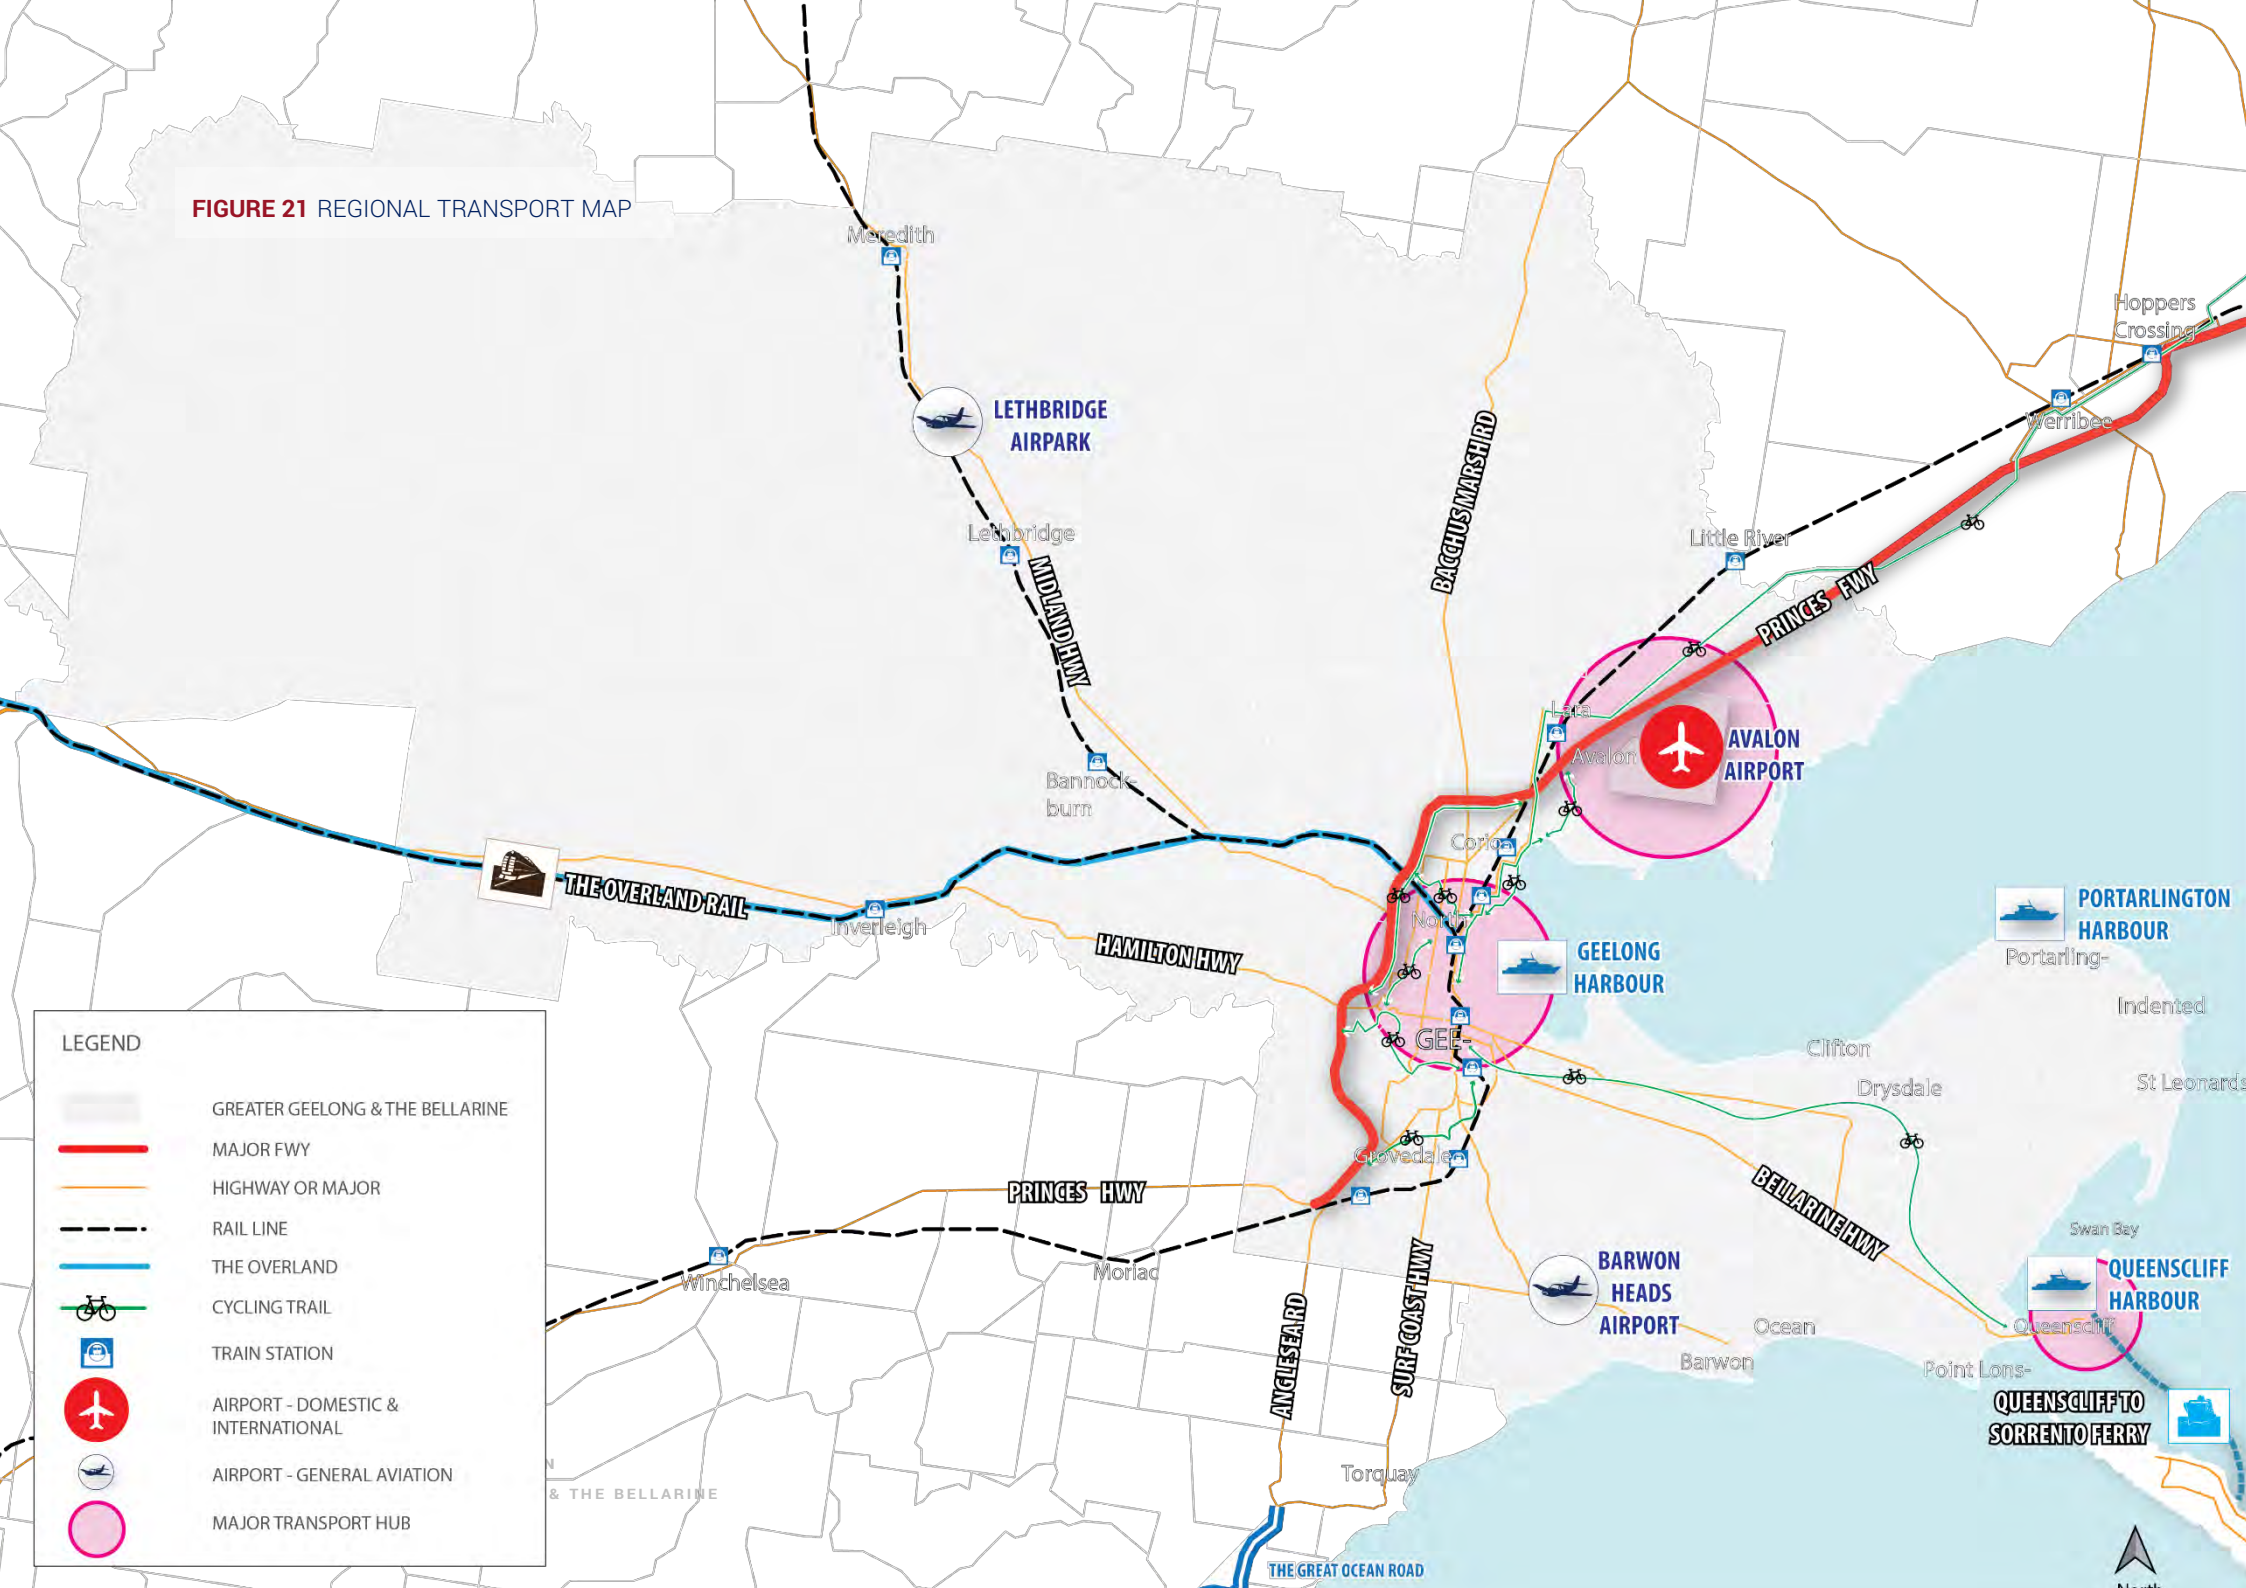 FIGURE 21 REGIONAL TRANSPORT MAP
Meredith
Hoppers
Crossing
LETHBRIDGE
AIRPARK
Werribee
BACCHUS MARSH RD
Lethbridge
Little River
MIDLAND HWY
PRINCES FWY
Lara
AVALON
AIRPORT
Avalon
Bannock-
burn
Corio
THE OVERLAND RAIL
Inverleigh
North
HAMILTON HWY
GEELONG
HARBOUR
PORTARLINGTON
HARBOUR
Portarling-
Indented
GEE-
Clifton
Drysdale
St Leonards
Grovedale
PRINCES HWY
BELLARINE HWY
Swan Bay
Winchelsea
Moriac
BARWON
HEADS
AIRPORT
QUEENSCLIFF
HARBOUR
Queenscliff
ANGLESEA RD
SURF COAST HWY
Ocean
Barwon
Point Lons-
QUEENSCLIFF TO
SORRENTO FERRY
Torquay
THE GREAT OCEAN ROAD
North
LEGEND
GREATER GEELONG & THE BELLARINE
MAJOR FWY
HIGHWAY OR MAJOR
RAIL LINE
THE OVERLAND
CYCLING TRAIL
TRAIN STATION
AIRPORT - DOMESTIC &
INTERNATIONAL
AIRPORT - GENERAL AVIATION
MAJOR TRANSPORT HUB
N
& THE BELLARINE